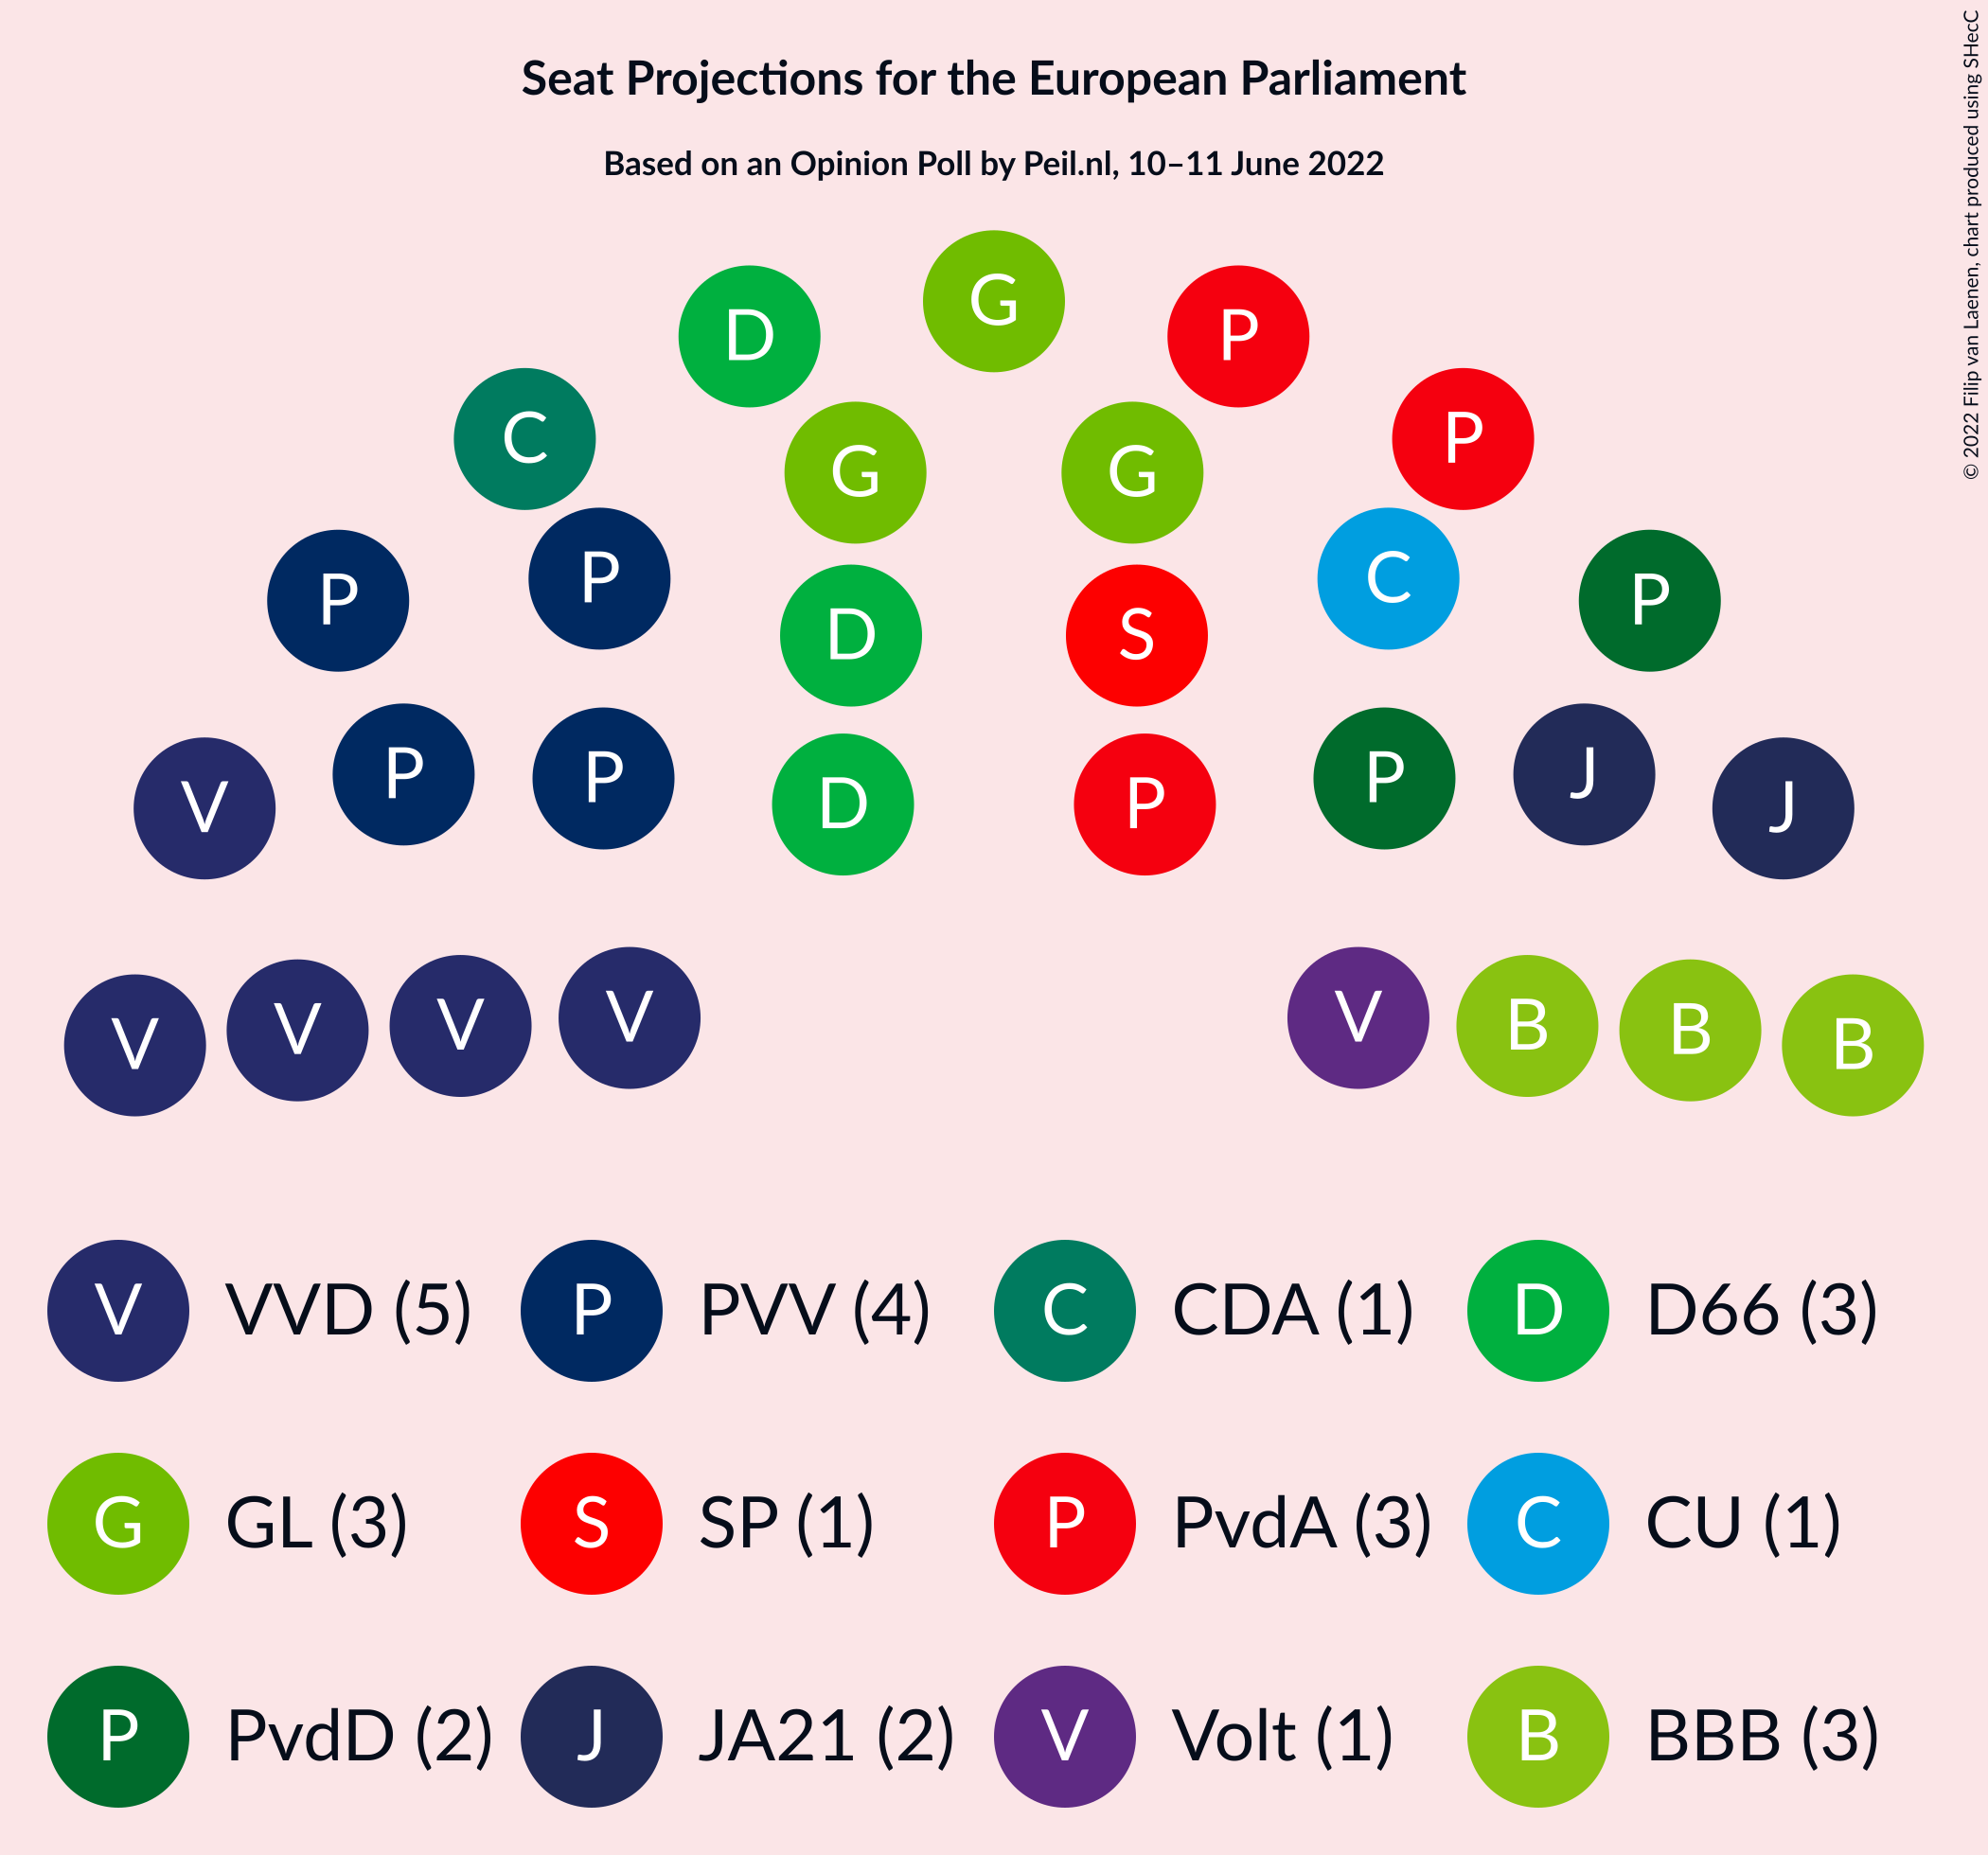 Seat Projections for the European Parliament
Based on an Opinion Poll by Peil.nl, 10–11 June 2022
© 2022 Filip van Laenen, chart produced using SHecC
G
D P
C P
G G
P P C P
D S
V P P P J J
D P
V V V V V B B B
V VVD (5) P PVV (4) C CDA (1) D D66 (3)
G GL (3) S SP (1) P PvdA (3) C CU (1)
P PvdD (2) J JA21 (2) V Volt (1) B BBB (3)